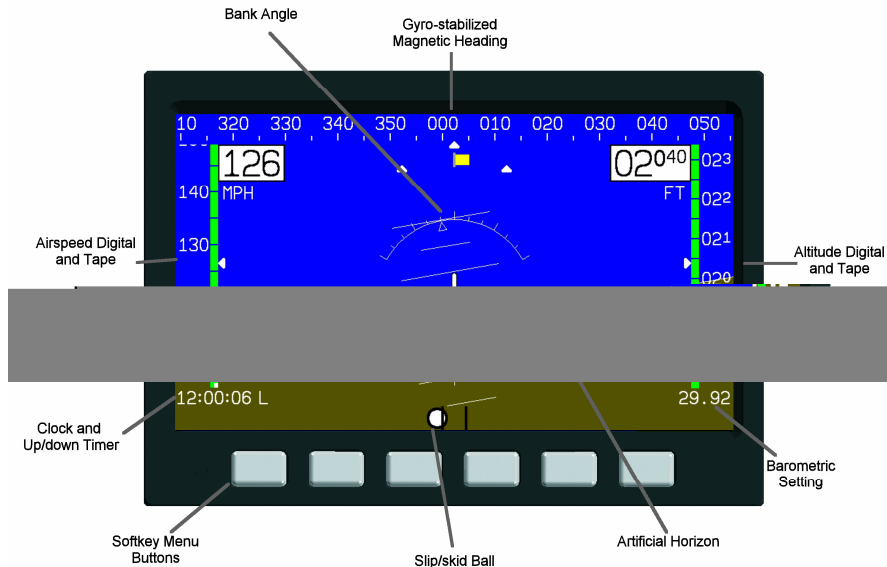 Bank Angle
Gyro-stabilized
Magnetic Heading
10 320 330 340 350 000 010 020 030 040 050
126
MPH
02040
FT
023
022
021
020
140
130
Airspeed Digital
and Tape
Altitude Digital
and Tape
12:00:06 L
29.92
Clock and
Up/down Timer
Barometric
Setting
Softkey Menu
Buttons
Slip/skid Ball
Artificial Horizon